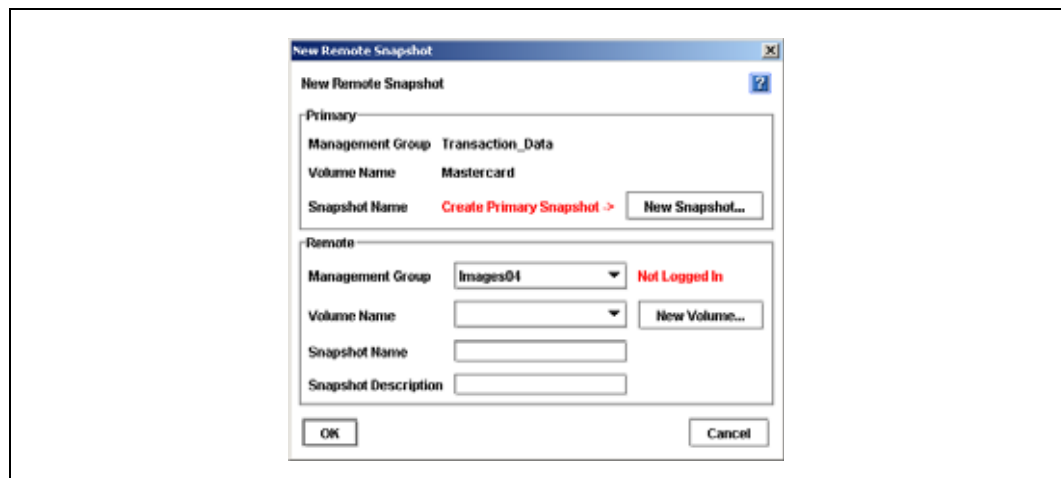 New Remote Snapshot
New Remote Snapshot
Primary
Management Group Transaction_Data
Volume Name Mastercard
Snapshot Name Create Primary Snapshot -> New Snapshot...
Remote
Management Group Images04 Not Logged In
Volume Name New Volume...
Snapshot Name
Snapshot Description
OK Cancel